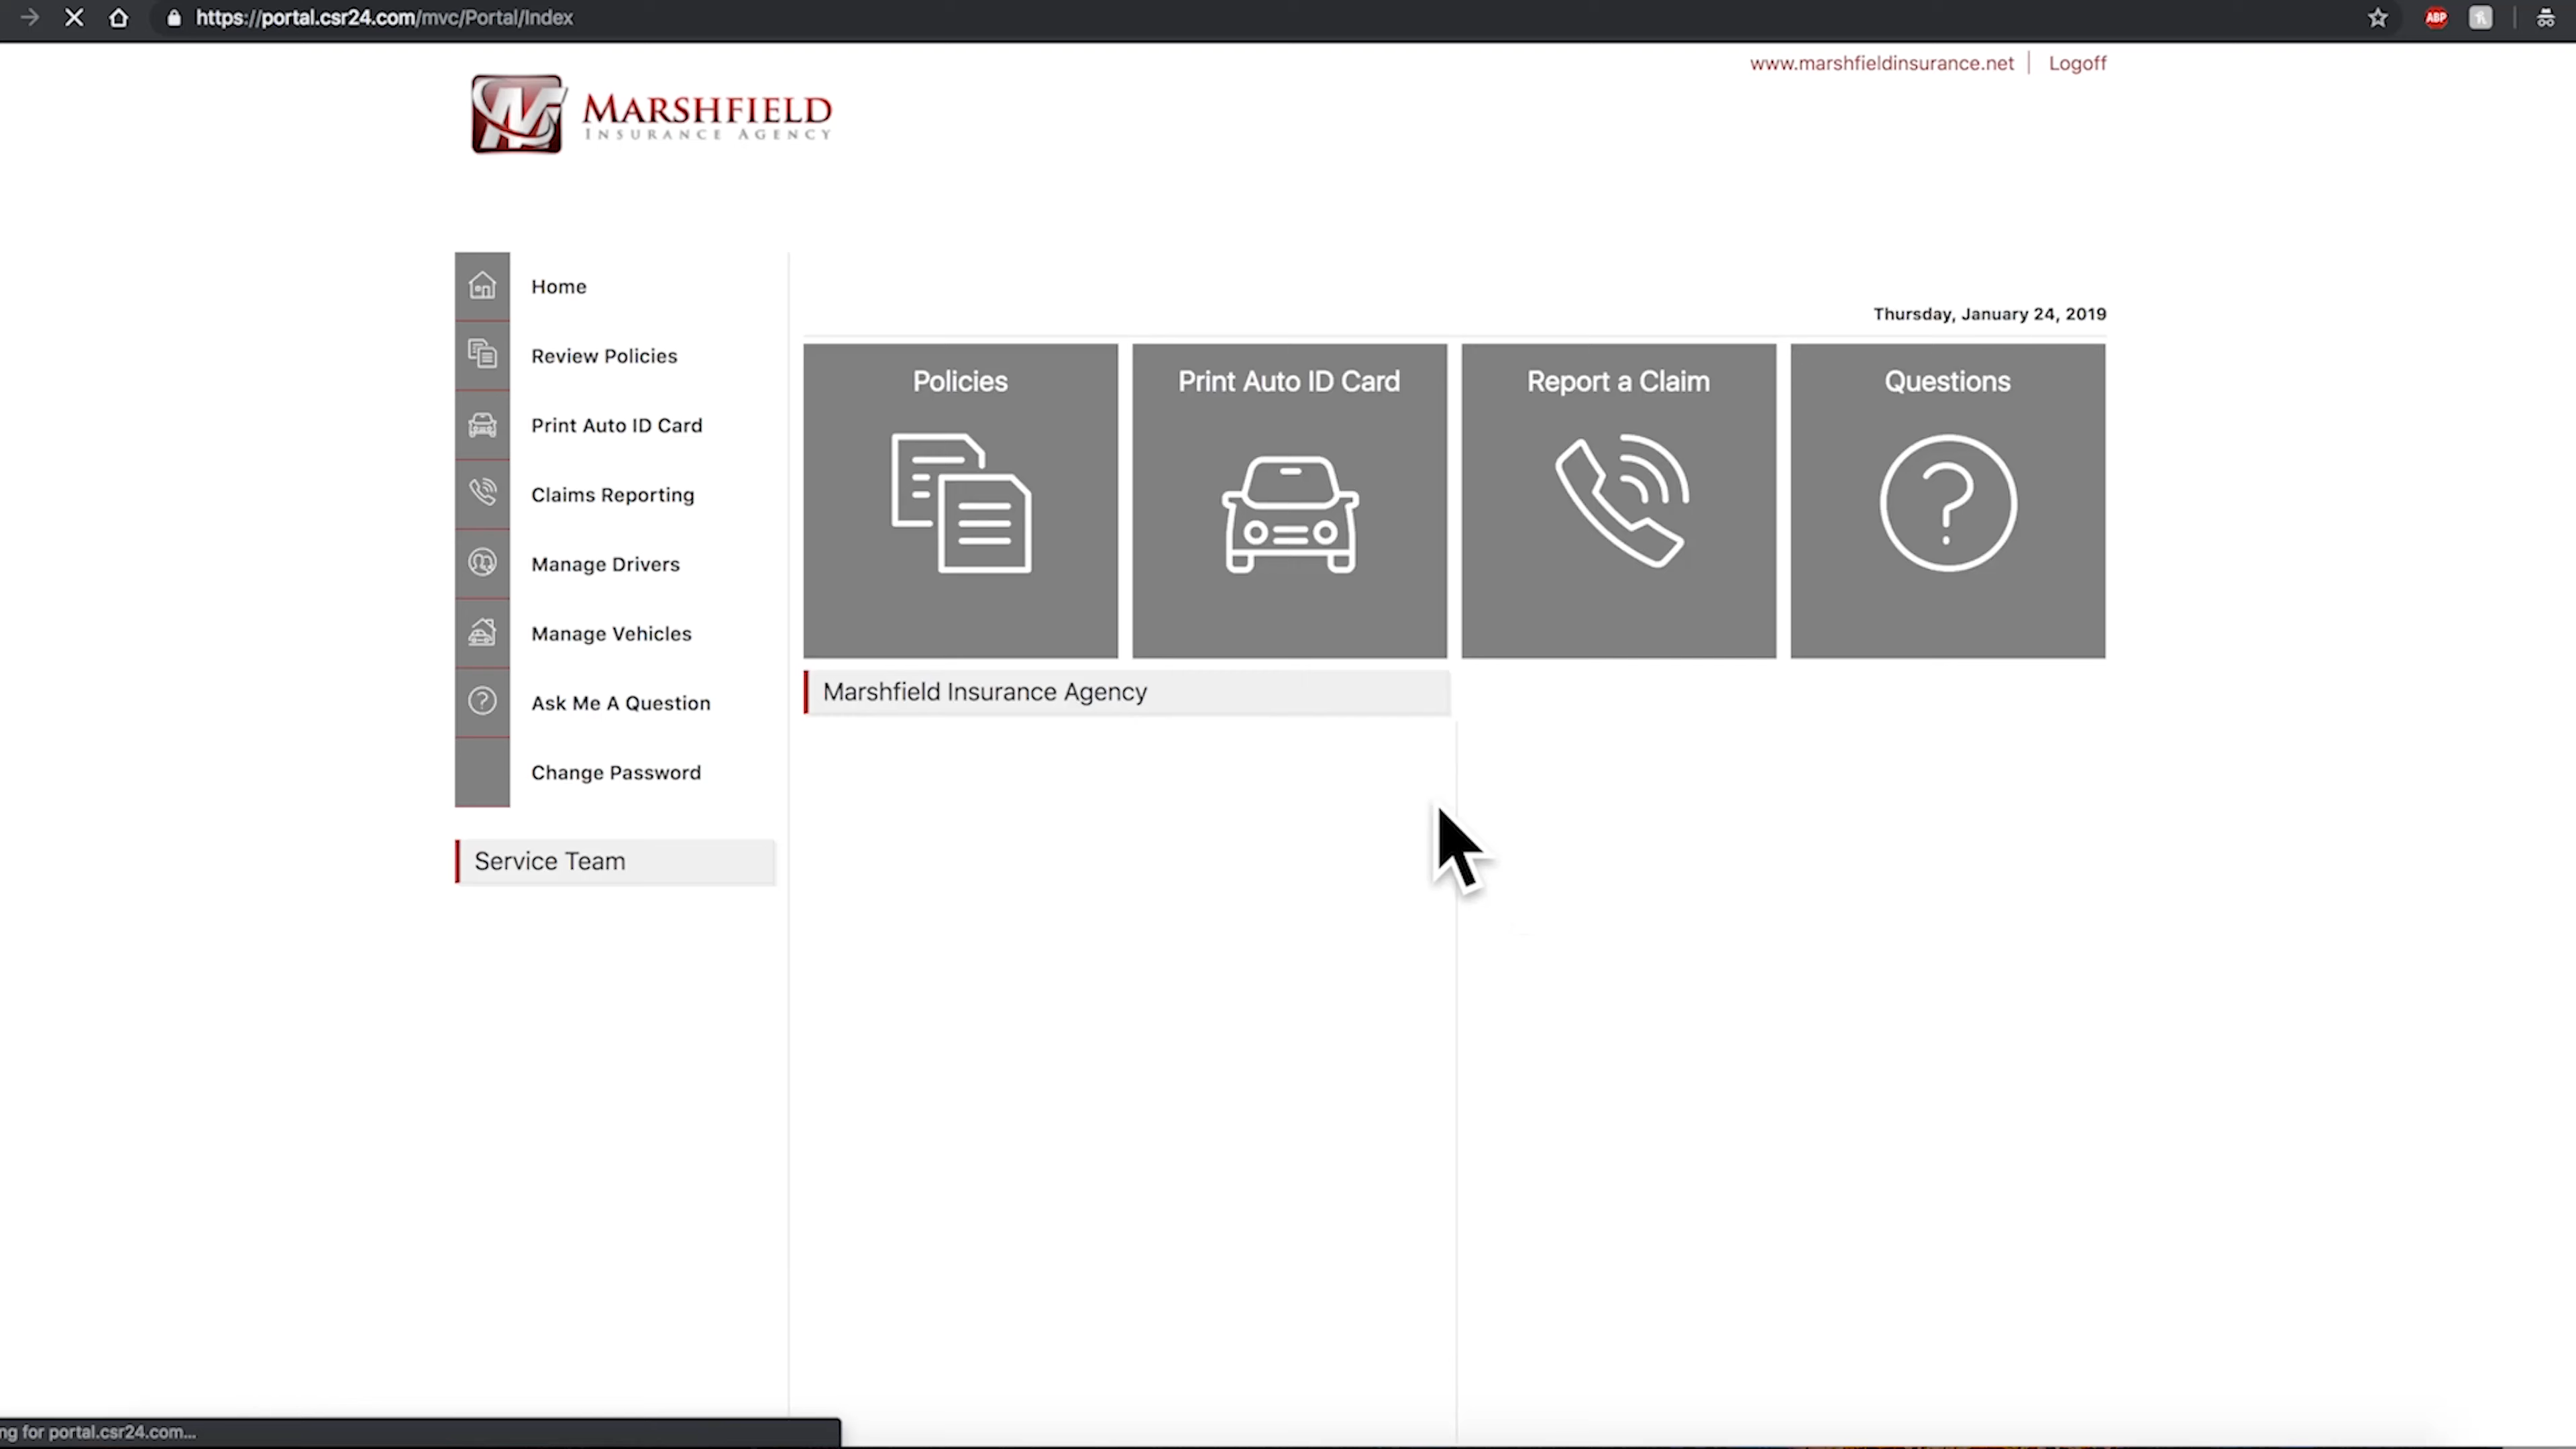 https://portal.csr24.com/mvc/Portal/Index
ABP
www.marshfieldinsurance.net Logoff
MARSHFIELD
INSURANCE AGENCY
Home
Review Policies
Print Auto ID Card
Claims Reporting
Manage Drivers
Manage Vehicles
Ask Me A Question
Change Password
Service Team
Thursday, January 24, 2019
Policies
Print Auto ID Card
Report a Claim
Questions
Marshfield Insurance Agency
ng for portal.csr24.com...